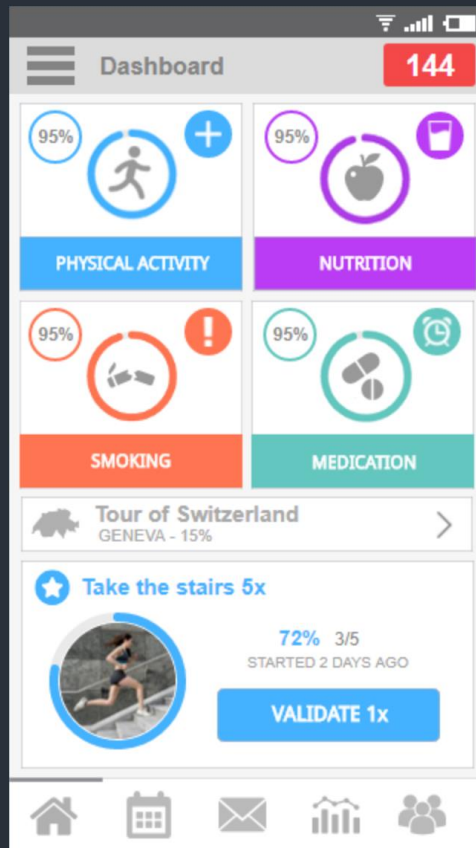 Dashboard
144
95%
95%
PHYSICAL ACTIVITY
NUTRITION
95%
!
95%
SMOKING
MEDICATION
Tour of Switzerland
GENEVA - 15%
Take the stairs 5x
72% 3/5
STARTED 2 DAYS AGO
VALIDATE 1x